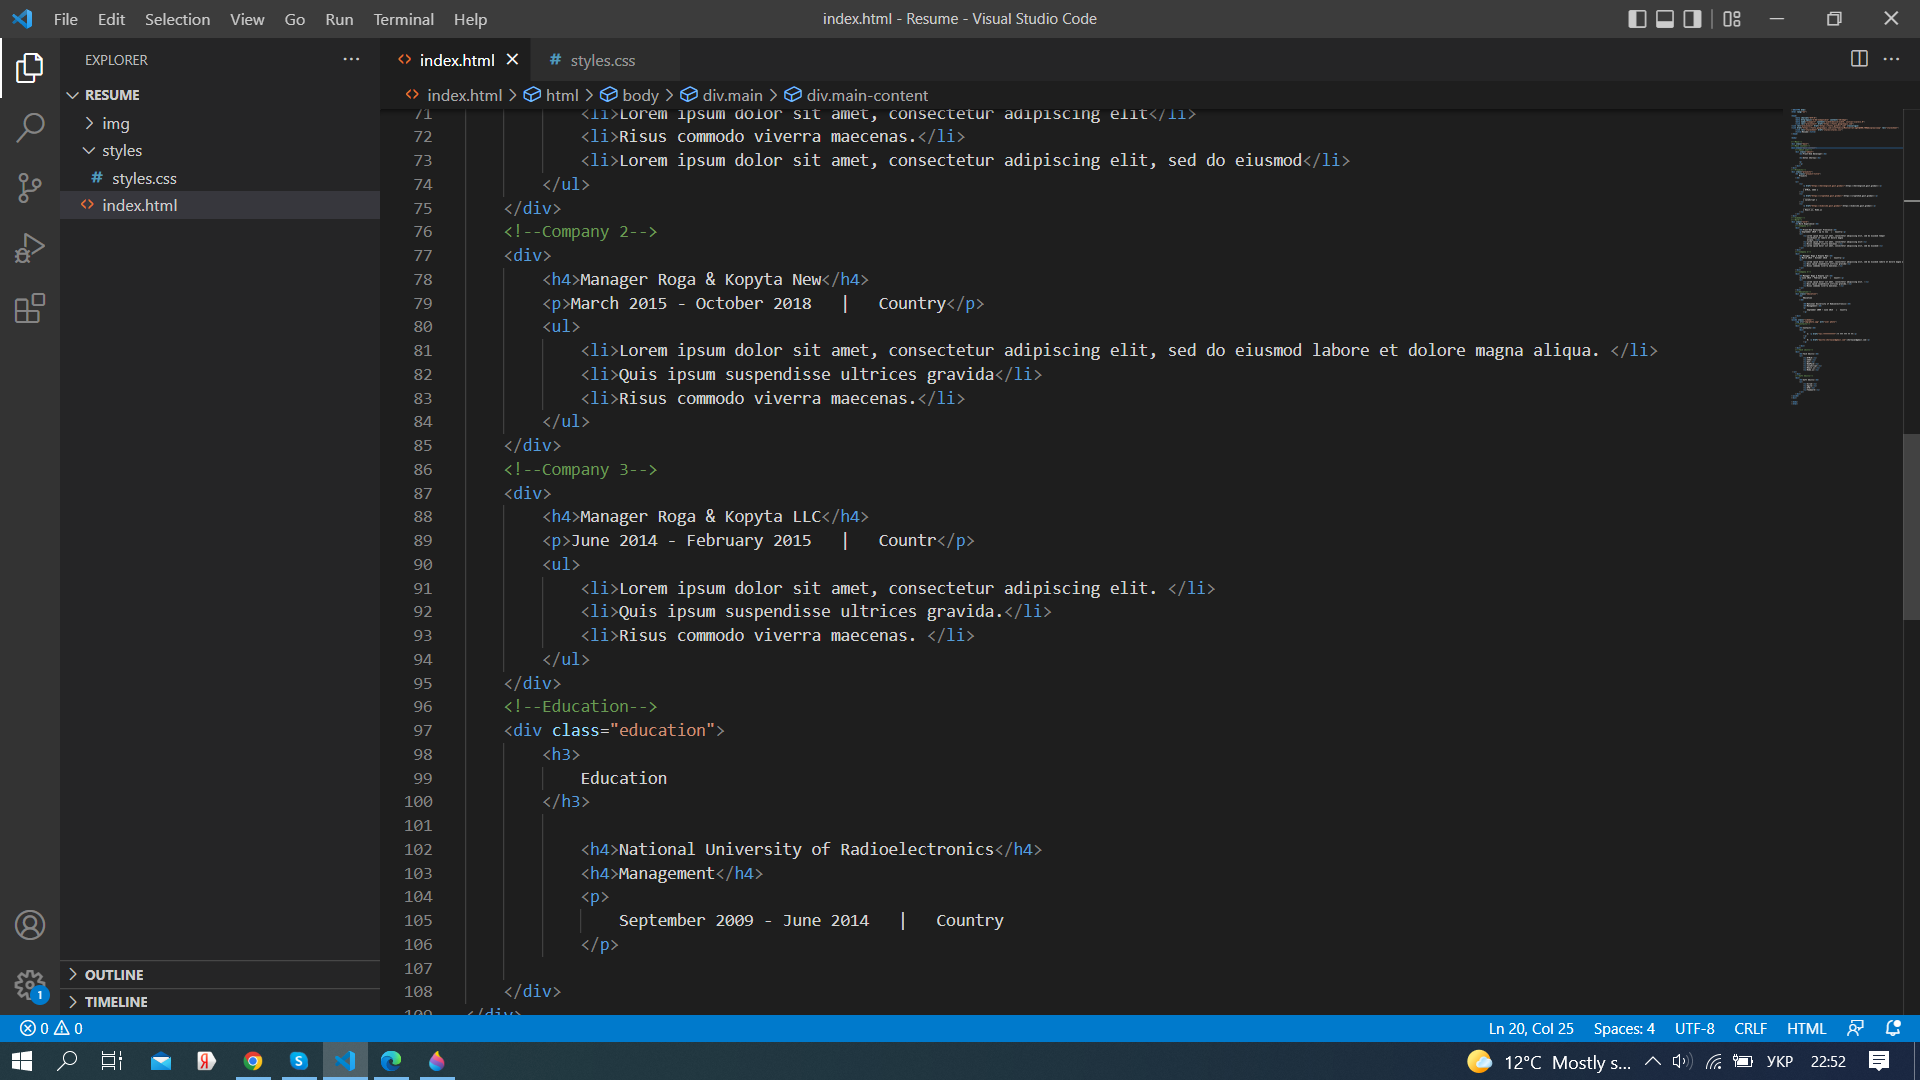 File Edit Selection View Go Run Terminal Help
index.html - Resume - Visual Studio Code
EXPLORER
RESUME
img
styles
# styles.css
<> index.html
OUTLINE
TIMELINE
<> index.html
# styles.css
<> index.html > html > body > div.main > div.main-content
71 <li>Lorem ipsum dolor sit amet, consectetur adipiscing elit</li>
72 <li>Risus commodo viverra maecenas.</li>
73 <li>Lorem ipsum dolor sit amet, consectetur adipiscing elit, sed do eiusmod</li>
74 </ul>
75 </div>
76 <!--Company 2-->
77 <div>
78 <h4>Manager Roga & Kopyta New</h4>
79 <p>March 2015 - October 2018 | Country</p>
80 <ul>
81 <li>Lorem ipsum dolor sit amet, consectetur adipiscing elit, sed do eiusmod labore et dolore magna aliqua. </li>
82 <li>Quis ipsum suspendisse ultrices gravida</li>
83 <li>Risus commodo viverra maecenas.</li>
84 </ul>
85 </div>
86 <!--Company 3-->
87 <div>
88 <h4>Manager Roga & Kopyta LLC</h4>
89 <p>June 2014 - February 2015 | Countr</p>
90 <ul>
91 <li>Lorem ipsum dolor sit amet, consectetur adipiscing elit. </li>
92 <li>Quis ipsum suspendisse ultrices gravida.</li>
93 <li>Risus commodo viverra maecenas. </li>
94 </ul>
95 </div>
96 <!--Education-->
97 <div class="education">
98 <h3>
99 Education
100 </h3>
101
102 <h4>National University of Radioelectronics</h4>
103 <h4>Management</h4>
104 <p>
105 September 2009 - June 2014 | Country
106 </p>
107
108 </div>
109 </div>
1
0 0
Ln 20, Col 25 Spaces: 4 UTF-8 CRLF HTML
Я S
12°C Mostly s... УКР 22:52